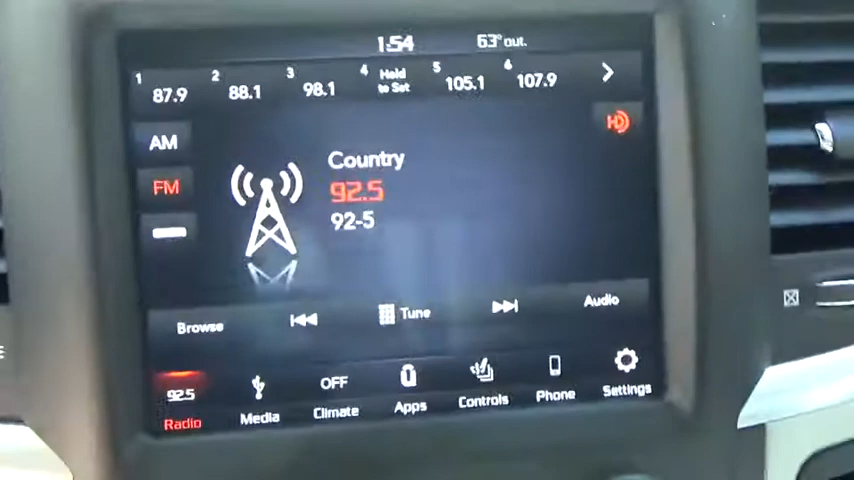 1:54 63° out.
1 87.9 2 88.1 3 98.1 4 Hold to Set 5 105.1 6 107.9
AM
HD
Country
FM
92.5
92-5
Browse Tune Audio
92.5 OFF
Radio Media Climate Apps Controls Phone Settings